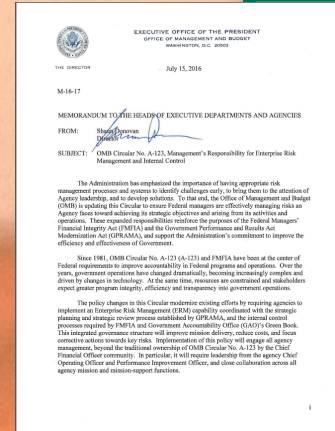 EXECUTIVE OFFICE OF THE PRESIDENT
OFFICE OF MANAGEMENT AND BUDGET
WASHINGTON, D.C. 20503
THE DIRECTOR
July 15, 2016
M-16-17
MEMORANDUM TO THE HEADS OF EXECUTIVE DEPARTMENTS AND AGENCIES
FROM: Shaun Donovan
Director
SUBJECT: OMB Circular No. A-123, Management's Responsibility for Enterprise Risk
Management and Internal Control
The Administration has emphasized the importance of having appropriate risk
management processes and systems to identify challenges early, to bring them to the attention of
Agency leadership, and to develop solutions. To that end, the Office of Management and Budget
(OMB) is updating this Circular to ensure Federal managers are effectively managing risks an
Agency faces toward achieving its strategic objectives and arising from its activities and
operations. These expanded responsibilities reinforce the purposes of the Federal Managers'
Financial Integrity Act (FMFIA) and the Government Performance and Results Act
Modernization Act (GPRAMA), and support the Administration's commitment to improve the
efficiency and effectiveness of Government.
Since 1981, OMB Circular No. A-123 (A-123) and FMFIA have been at the center of
Federal requirements to improve accountability in Federal programs and operations. Over the
years, government operations have changed dramatically, becoming increasingly complex and
driven by changes in technology. At the same time, resources are constrained and stakeholders
expect greater program integrity, efficiency and transparency into government operations.
The policy changes in this Circular modernize existing efforts by requiring agencies to
implement an Enterprise Risk Management (ERM) capability coordinated with the strategic
planning and strategic review process established by GPRAMA, and the internal control
processes required by FMFIA and Government Accountability Office (GAO)'s Green Book.
This integrated governance structure will improve mission delivery, reduce costs, and focus
corrective actions towards key risks. Implementation of this policy will engage all agency
management, beyond the traditional ownership of OMB Circular No. A-123 by the Chief
Financial Officer community. In particular, it will require leadership from the agency Chief
Operating Officer and Performance Improvement Officer, and close collaboration across all
agency mission and mission-support functions.
i